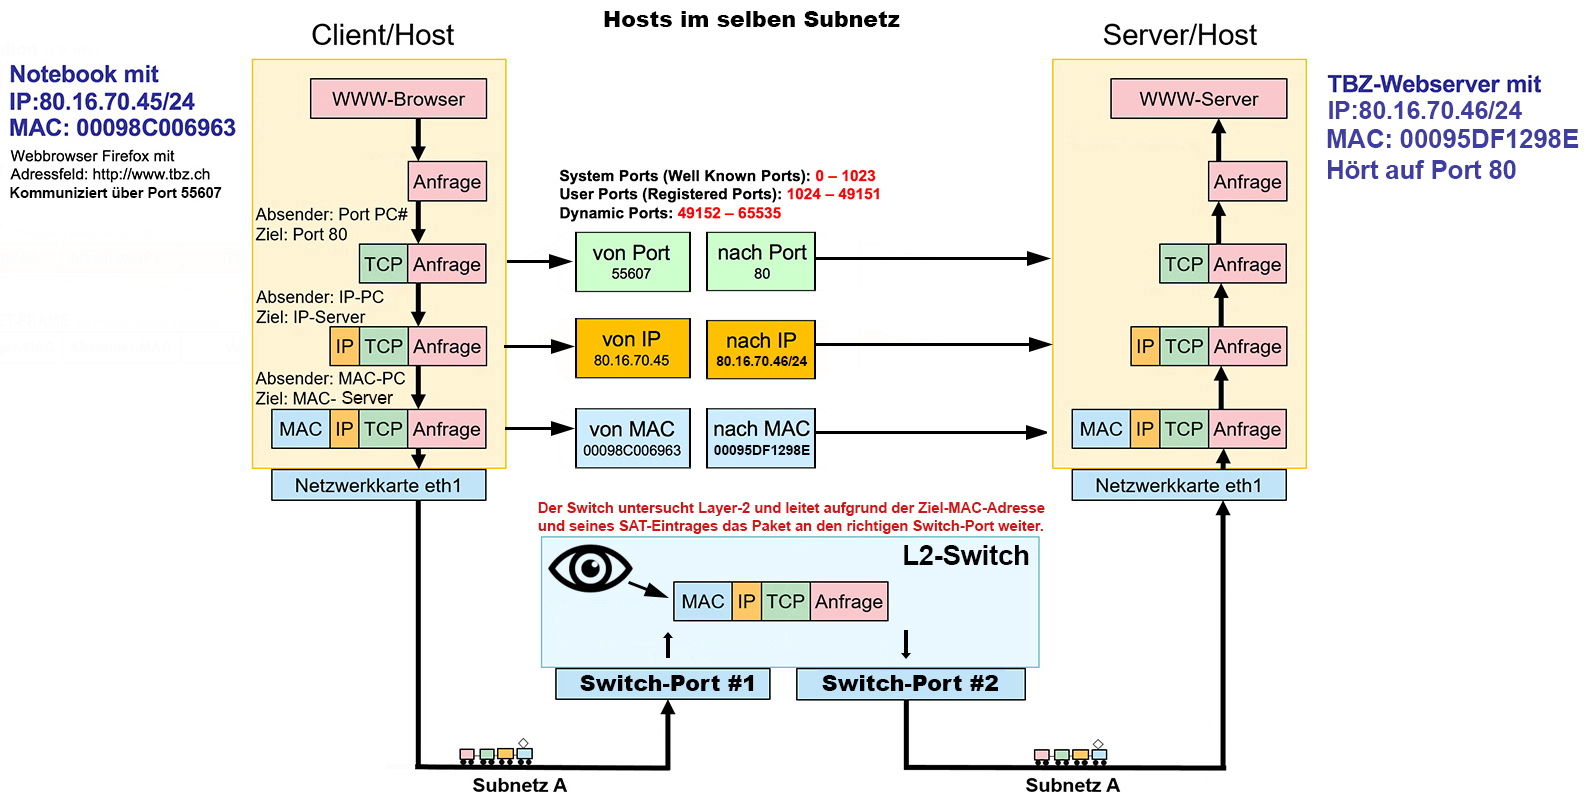 Hosts im selben Subnetz
Client/Host
Server/Host
Notebook mit
IP:80.16.70.45/24
MAC: 00098C006963
Webbrowser Firefox mit
Adressfeld: http://www.tbz.ch
Kommuniziert über Port 55607
WWW-Browser
Anfrage
Absender: Port PC#
Ziel: Port 80
TCP Anfrage
Absender: IP-PC
Ziel: IP-Server
IP TCP Anfrage
Absender: MAC-PC
Ziel: MAC- Server
MAC IP TCP Anfrage
Netzwerkkarte eth1
System Ports (Well Known Ports): 0 – 1023
User Ports (Registered Ports): 1024 – 49151
Dynamic Ports: 49152 – 65535
von Port
55607
nach Port
80
von IP
80.16.70.45
nach IP
80.16.70.46/24
von MAC
00098C006963
nach MAC
00095DF1298E
WWW-Server
Anfrage
TCP Anfrage
IP TCP Anfrage
MAC IP TCP Anfrage
Netzwerkkarte eth1
TBZ-Webserver mit
IP:80.16.70.46/24
MAC: 00095DF1298E
Hört auf Port 80
Der Switch untersucht Layer-2 und leitet aufgrund der Ziel-MAC-Adresse
und seines SAT-Eintrages das Paket an den richtigen Switch-Port weiter.
L2-Switch
MAC IP TCP Anfrage
Switch-Port #1
Switch-Port #2
Subnetz A
Subnetz A